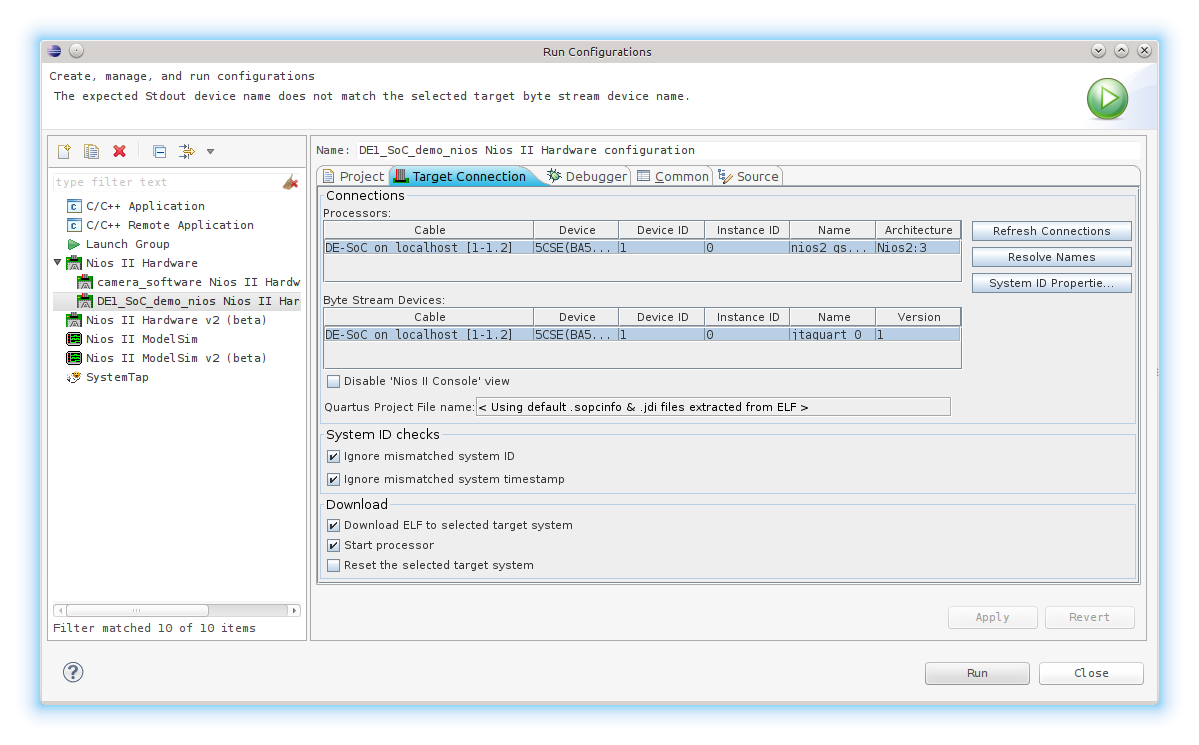 Run Configurations
Create, manage, and run configurations
The expected Stdout device name does not match the selected target byte stream device name.
type filter text
C/C++ Application
C/C++ Remote Application
Launch Group
Nios II Hardware
camera_software Nios II Hardw
DE1_SoC_demo_nios Nios II Har
Nios II Hardware v2 (beta)
Nios II ModelSim
Nios II ModelSim v2 (beta)
SystemTap
Filter matched 10 of 10 items
Name: DE1_SoC_demo_nios Nios II Hardware configuration
Project Target Connection Debugger Common Source
Connections
Processors:
Cable Device Device ID Instance ID Name Architecture
DE-SoC on localhost [1-1.2] 5CSE(BA5... 1 0 nios2_qs... Nios2:3
Refresh Connections
Resolve Names
System ID Propertie...
Byte Stream Devices:
Cable Device Device ID Instance ID Name Version
DE-SoC on localhost [1-1.2] 5CSE(BA5... 1 0 jtaguart_0 1
Disable 'Nios II Console' view
Quartus Project File name: < Using default .sopcinfo & .jdi files extracted from ELF >
System ID checks
Ignore mismatched system ID
Ignore mismatched system timestamp
Download
Download ELF to selected target system
Start processor
Reset the selected target system
Apply Revert
Run Close